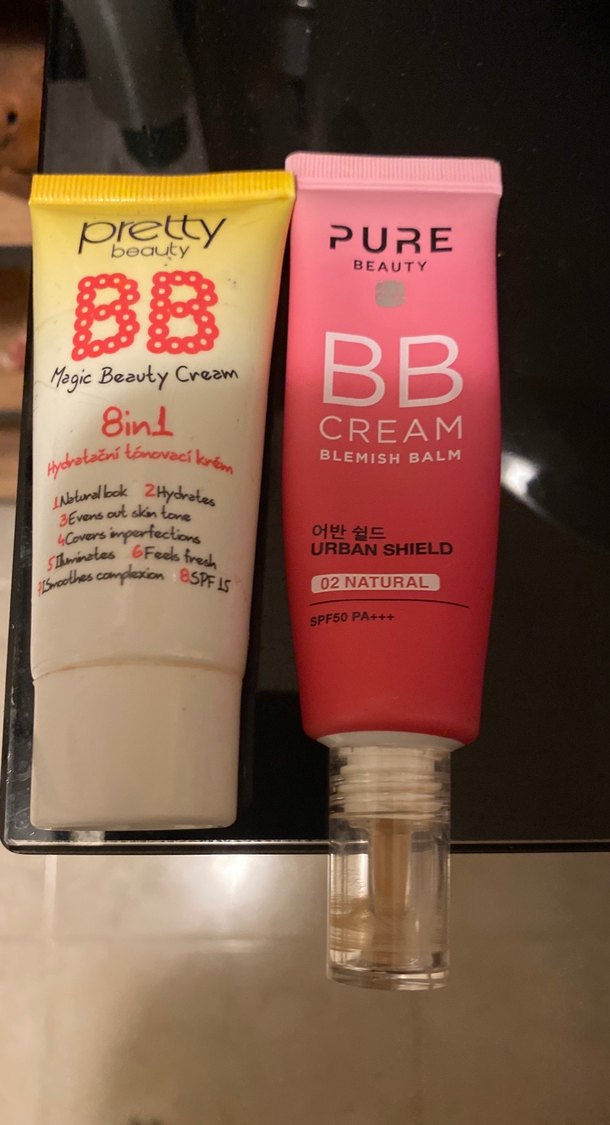 pretty
beauty
BB
Magic Beauty Cream
8in1
Hydratační tónovací krém
1Natural look 2Hydrates
3Evens out skin tone
4Covers imperfections
5Illuminates 6Feels fresh
7Smoothes complexion 8SPF 15
PURE
BEAUTY
BB
CREAM
BLEMISH BALM
어반 쉴드
URBAN SHIELD
02 NATURAL
SPF50 PA+++